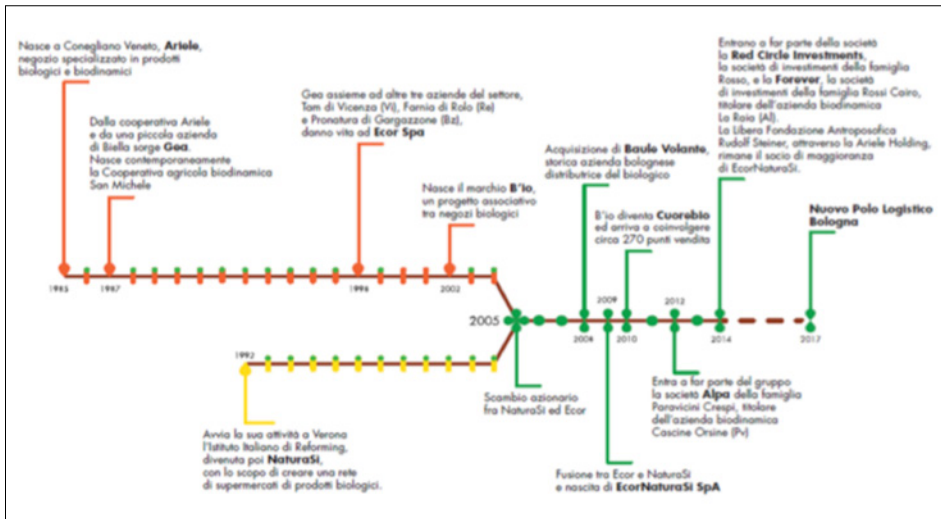 Nasce a Conegliano Veneto, Ariele,
negozio specializzato in prodotti
biologici e biodinamici
Dalla cooperativa Ariele
e da una piccola azienda
di Biella sorge Gea.
Nasce contemporaneamente
la Cooperativa agricola biodinamica
San Michele
Gea assieme ad altre tre aziende del settore,
Tam di Vicenza (Vi), Farnia di Rolo (Re)
e Pronatura di Gargazzone (Bz),
danno vita ad Ecor Spa
Nasce il marchio B'io,
un progetto associativo
tra negozi biologici
Acquisizione di Baule Volante,
storica azienda bolognese
distributrice del biologico
B'io diventa Cuorebio
ed arriva a coinvolgere
circa 270 punti vendita
Entrano a far parte della società
la Red Circle Investments,
la società di investimenti della famiglia
Rosso, e la Forever, la società
di investimenti della famiglia Rossi Cairo,
titolare dell'azienda biodinamica
La Raia (Al).
La Libera Fondazione Antroposofica
Rudolf Steiner, attraverso la Ariele Holding,
rimane il socio di maggioranza
di EcorNaturaSì.
Nuovo Polo Logistico
Bologna
1985
1987
1998
2002
2005
2009
2012
2010
2014
2017
1992
Avvia la sua attività a Verona
l'Istituto Italiano di Reforming,
divenuta poi NaturaSì,
con lo scopo di creare una rete
di supermercati di prodotti biologici.
Scambio azionario
fra NaturaSì ed Ecor
Fusione tra Ecor e NaturaSì
e nascita di EcorNaturaSì SpA
Entra a far parte del gruppo
la società Alpa della famiglia
Paravicini Crespi, titolare
dell'azienda biodinamica
Cascine Orsine (Pv)